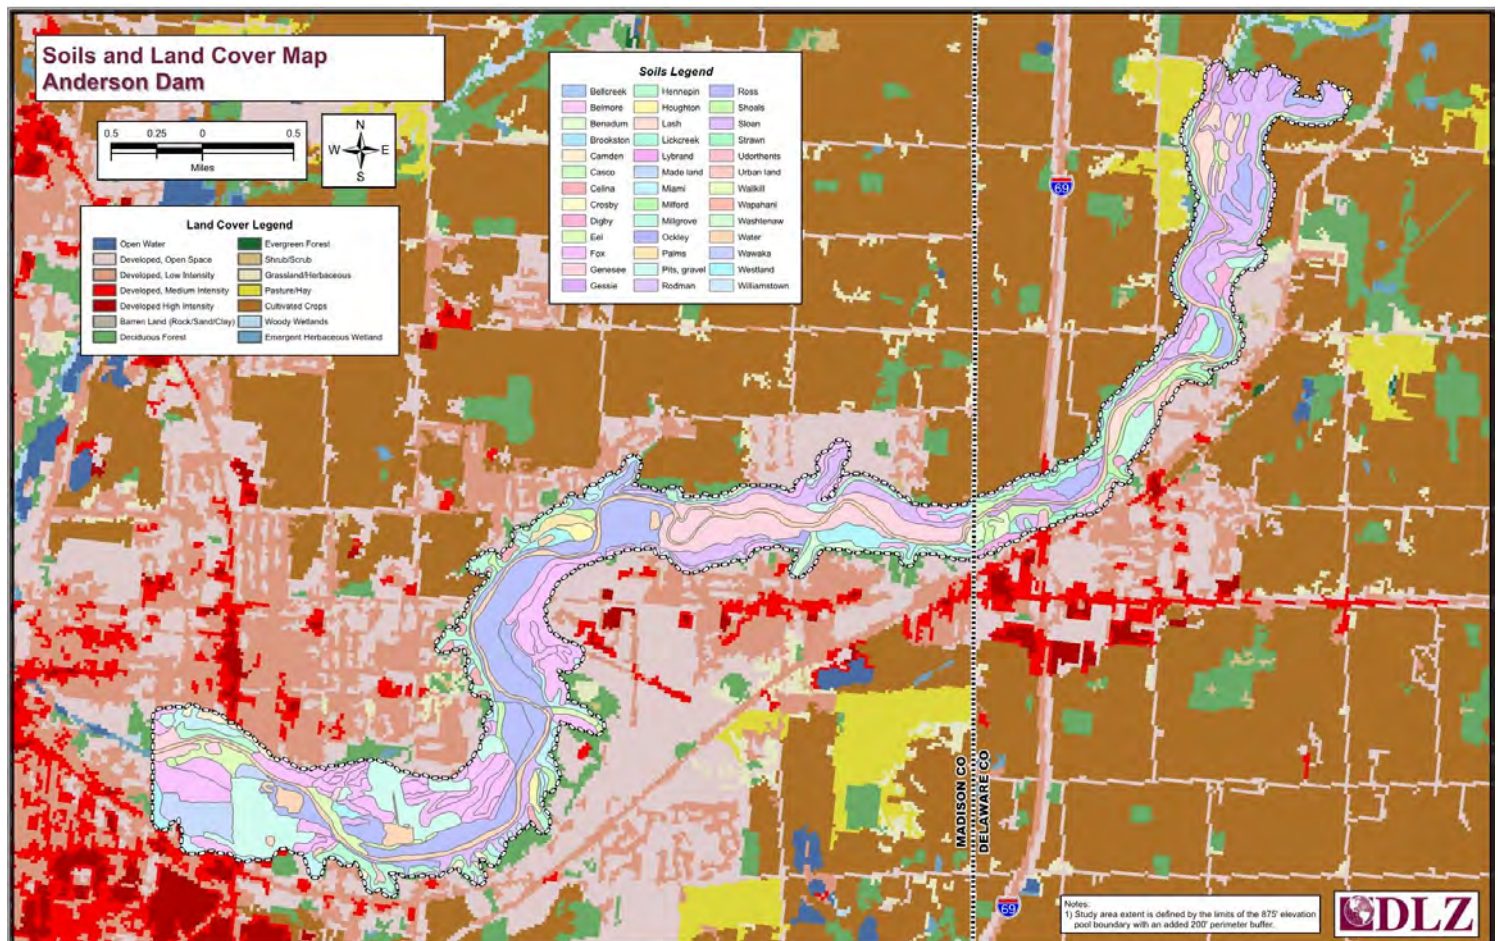 Soils and Land Cover Map
Anderson Dam
0.5 0.25 0 0.5
Miles
N
W E
S
Land Cover Legend
Open Water
Developed, Open Space
Developed, Low Intensity
Developed, Medium Intensity
Developed High Intensity
Barren Land (Rock/Sand/Clay)
Deciduous Forest
Evergreen Forest
Shrub/Scrub
Grassland/Herbaceous
Pasture/Hay
Cultivated Crops
Woody Wetlands
Emergent Herbaceous Wetland
Soils Legend
Bellcreek
Belmore
Benadum
Brookston
Camden
Casco
Celina
Crosby
Digby
Eel
Fox
Genesee
Gessie
Hennepin
Houghton
Lash
Lickcreek
Lybrand
Made land
Miami
Milford
Millgrove
Ockley
Palms
Pits, gravel
Rodman
Ross
Shoals
Sloan
Strawn
Udorthents
Urban land
Wallkill
Wapahani
Washtenaw
Water
Wawaka
Westland
Williamstown
69
MADISON CO
DELAWARE CO
69
Notes:
1) Study area extent is defined by the limits of the 875' elevation
pool boundary with an added 200' perimeter buffer.
DLZ